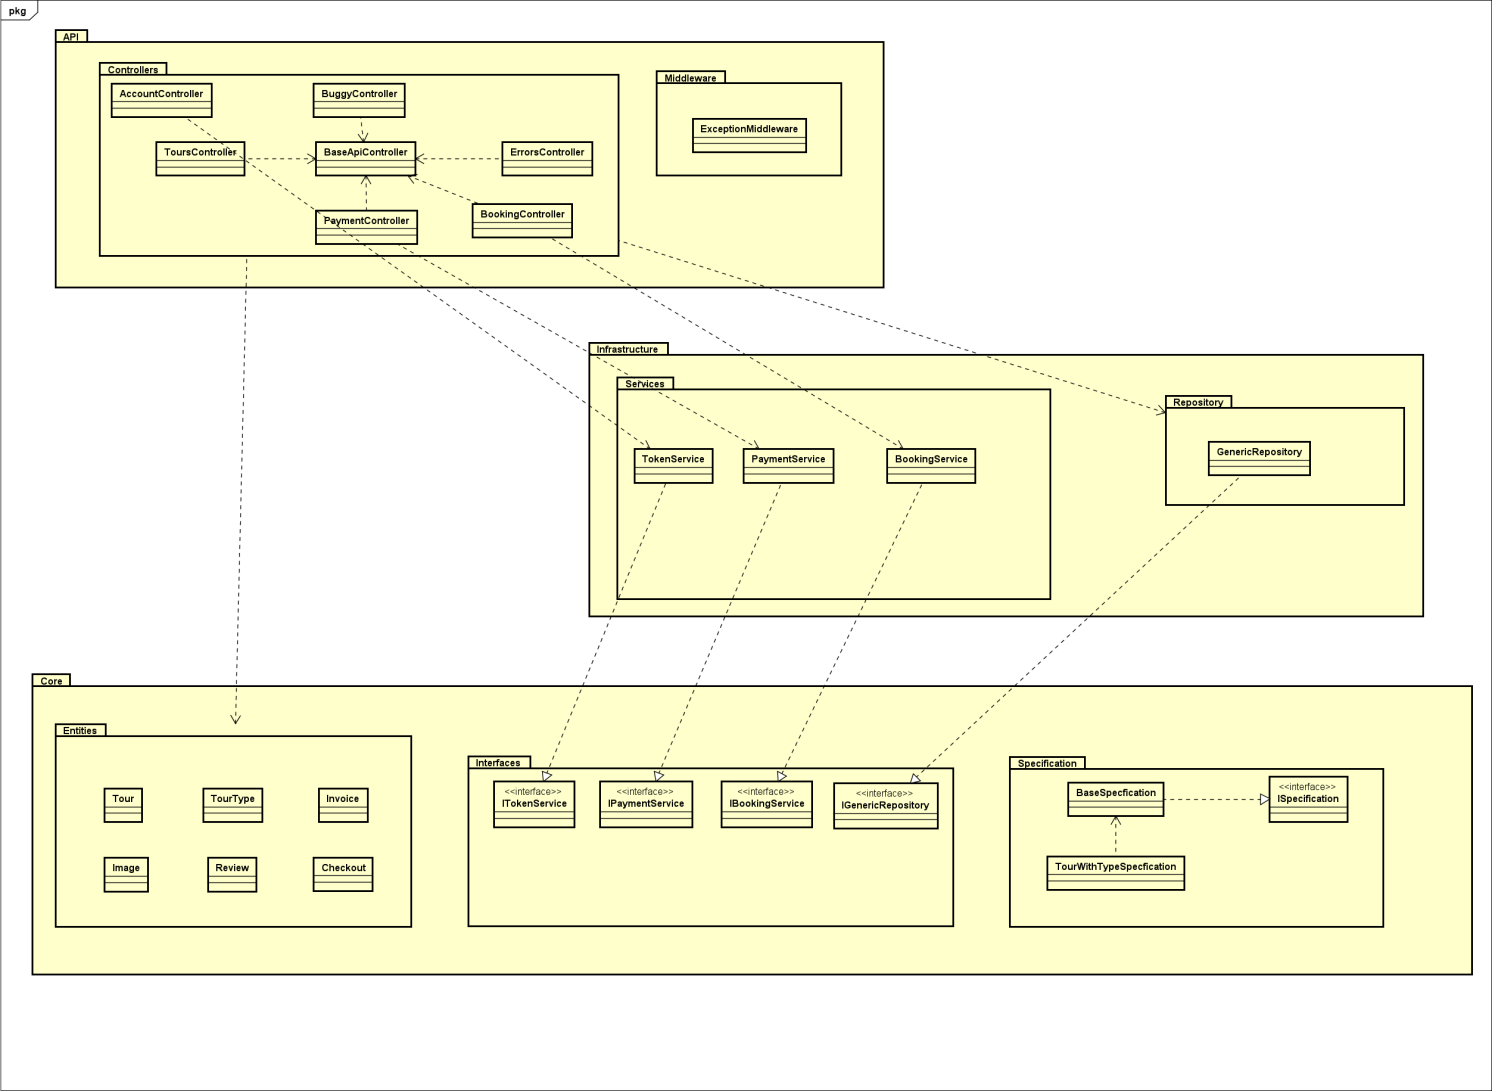 pkg
API
Controllers
AccountController
BuggyController
ToursController
BaseApiController
ErrorsController
PaymentController
BookingController
Middleware
ExceptionMiddleware
Infrastructure
Services
TokenService
PaymentService
BookingService
Repository
GenericRepository
Core
Entities
Tour
TourType
Invoice
Image
Review
Checkout
Interfaces
<<interface>>
ITokenService
<<interface>>
IPaymentService
<<interface>>
IBookingService
<<interface>>
IGenericRepository
Specification
BaseSpecfication
<<interface>>
ISpecification
TourWithTypeSpecfication